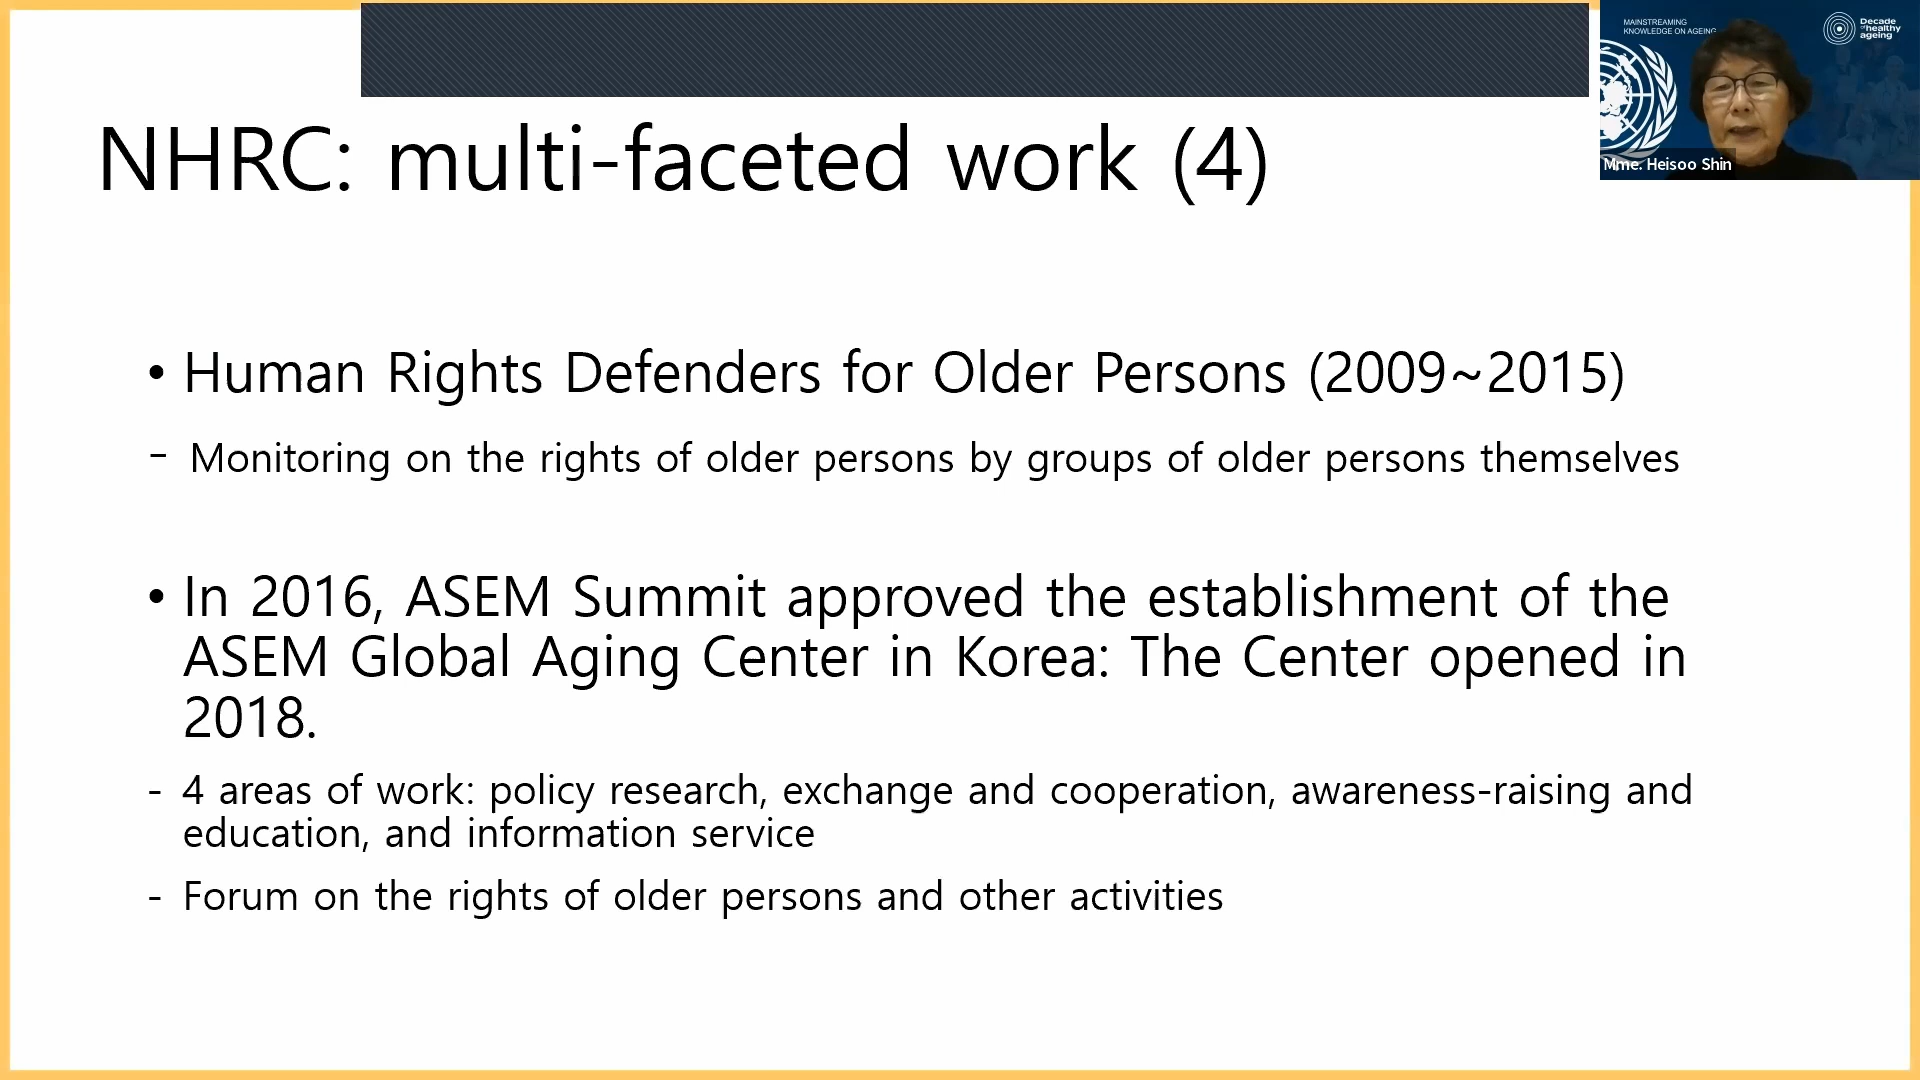 MAINSTREAMING
KNOWLEDGE ON AGEING
Decade
of healthy
ageing
Mme. Heisoo Shin
NHRC: multi-faceted work (4)
• Human Rights Defenders for Older Persons (2009~2015)
- Monitoring on the rights of older persons by groups of older persons themselves
• In 2016, ASEM Summit approved the establishment of the
ASEM Global Aging Center in Korea: The Center opened in
2018.
- 4 areas of work: policy research, exchange and cooperation, awareness-raising and
education, and information service
- Forum on the rights of older persons and other activities